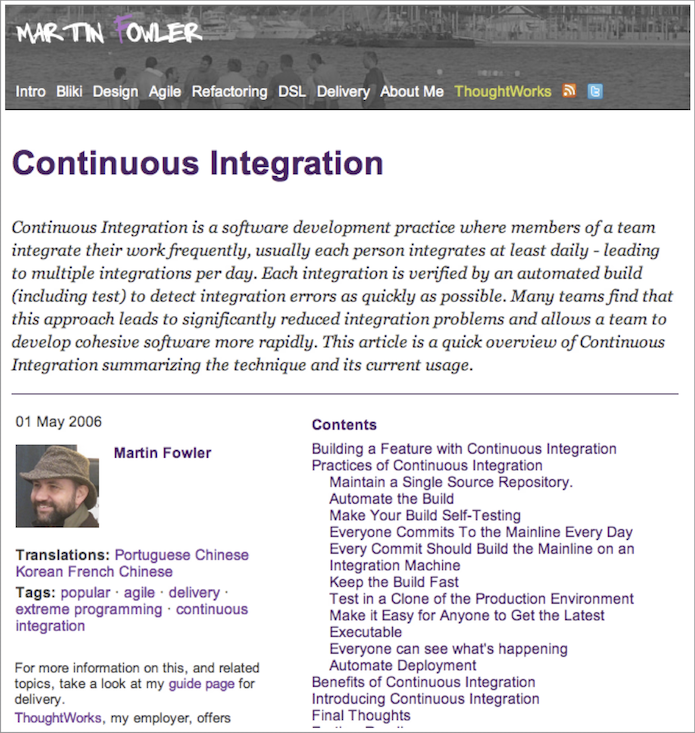 MARTIN FOWLER
Intro Bliki Design Agile Refactoring DSL Delivery About Me ThoughtWorks
Continuous Integration
Continuous Integration is a software development practice where members of a team
integrate their work frequently, usually each person integrates at least daily - leading
to multiple integrations per day. Each integration is verified by an automated build
(including test) to detect integration errors as quickly as possible. Many teams find that
this approach leads to significantly reduced integration problems and allows a team to
develop cohesive software more rapidly. This article is a quick overview of Continuous
Integration summarizing the technique and its current usage.
01 May 2006
Martin Fowler
Translations: Portuguese Chinese
Korean French Chinese
Tags: popular · agile · delivery ·
extreme programming · continuous
integration
For more information on this, and related
topics, take a look at my guide page for
delivery.
ThoughtWorks, my employer, offers
Contents
Building a Feature with Continuous Integration
Practices of Continuous Integration
Maintain a Single Source Repository.
Automate the Build
Make Your Build Self-Testing
Everyone Commits To the Mainline Every Day
Every Commit Should Build the Mainline on an
Integration Machine
Keep the Build Fast
Test in a Clone of the Production Environment
Make it Easy for Anyone to Get the Latest
Executable
Everyone can see what's happening
Automate Deployment
Benefits of Continuous Integration
Introducing Continuous Integration
Final Thoughts